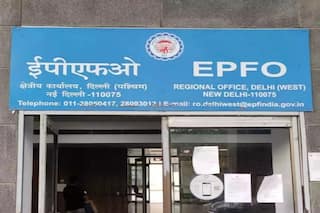 ईपीएफओ
क्षेत्रीय कार्यालय, दिल्ली (पश्चिम)
नई दिल्ली -110075
EPFO
REGIONAL OFFICE, DELHI (WEST)
NEW DELHI-110075
Telephone: 011-28050417, 28093012 | E-mail: ro.delhiwest@epfindia.gov.in